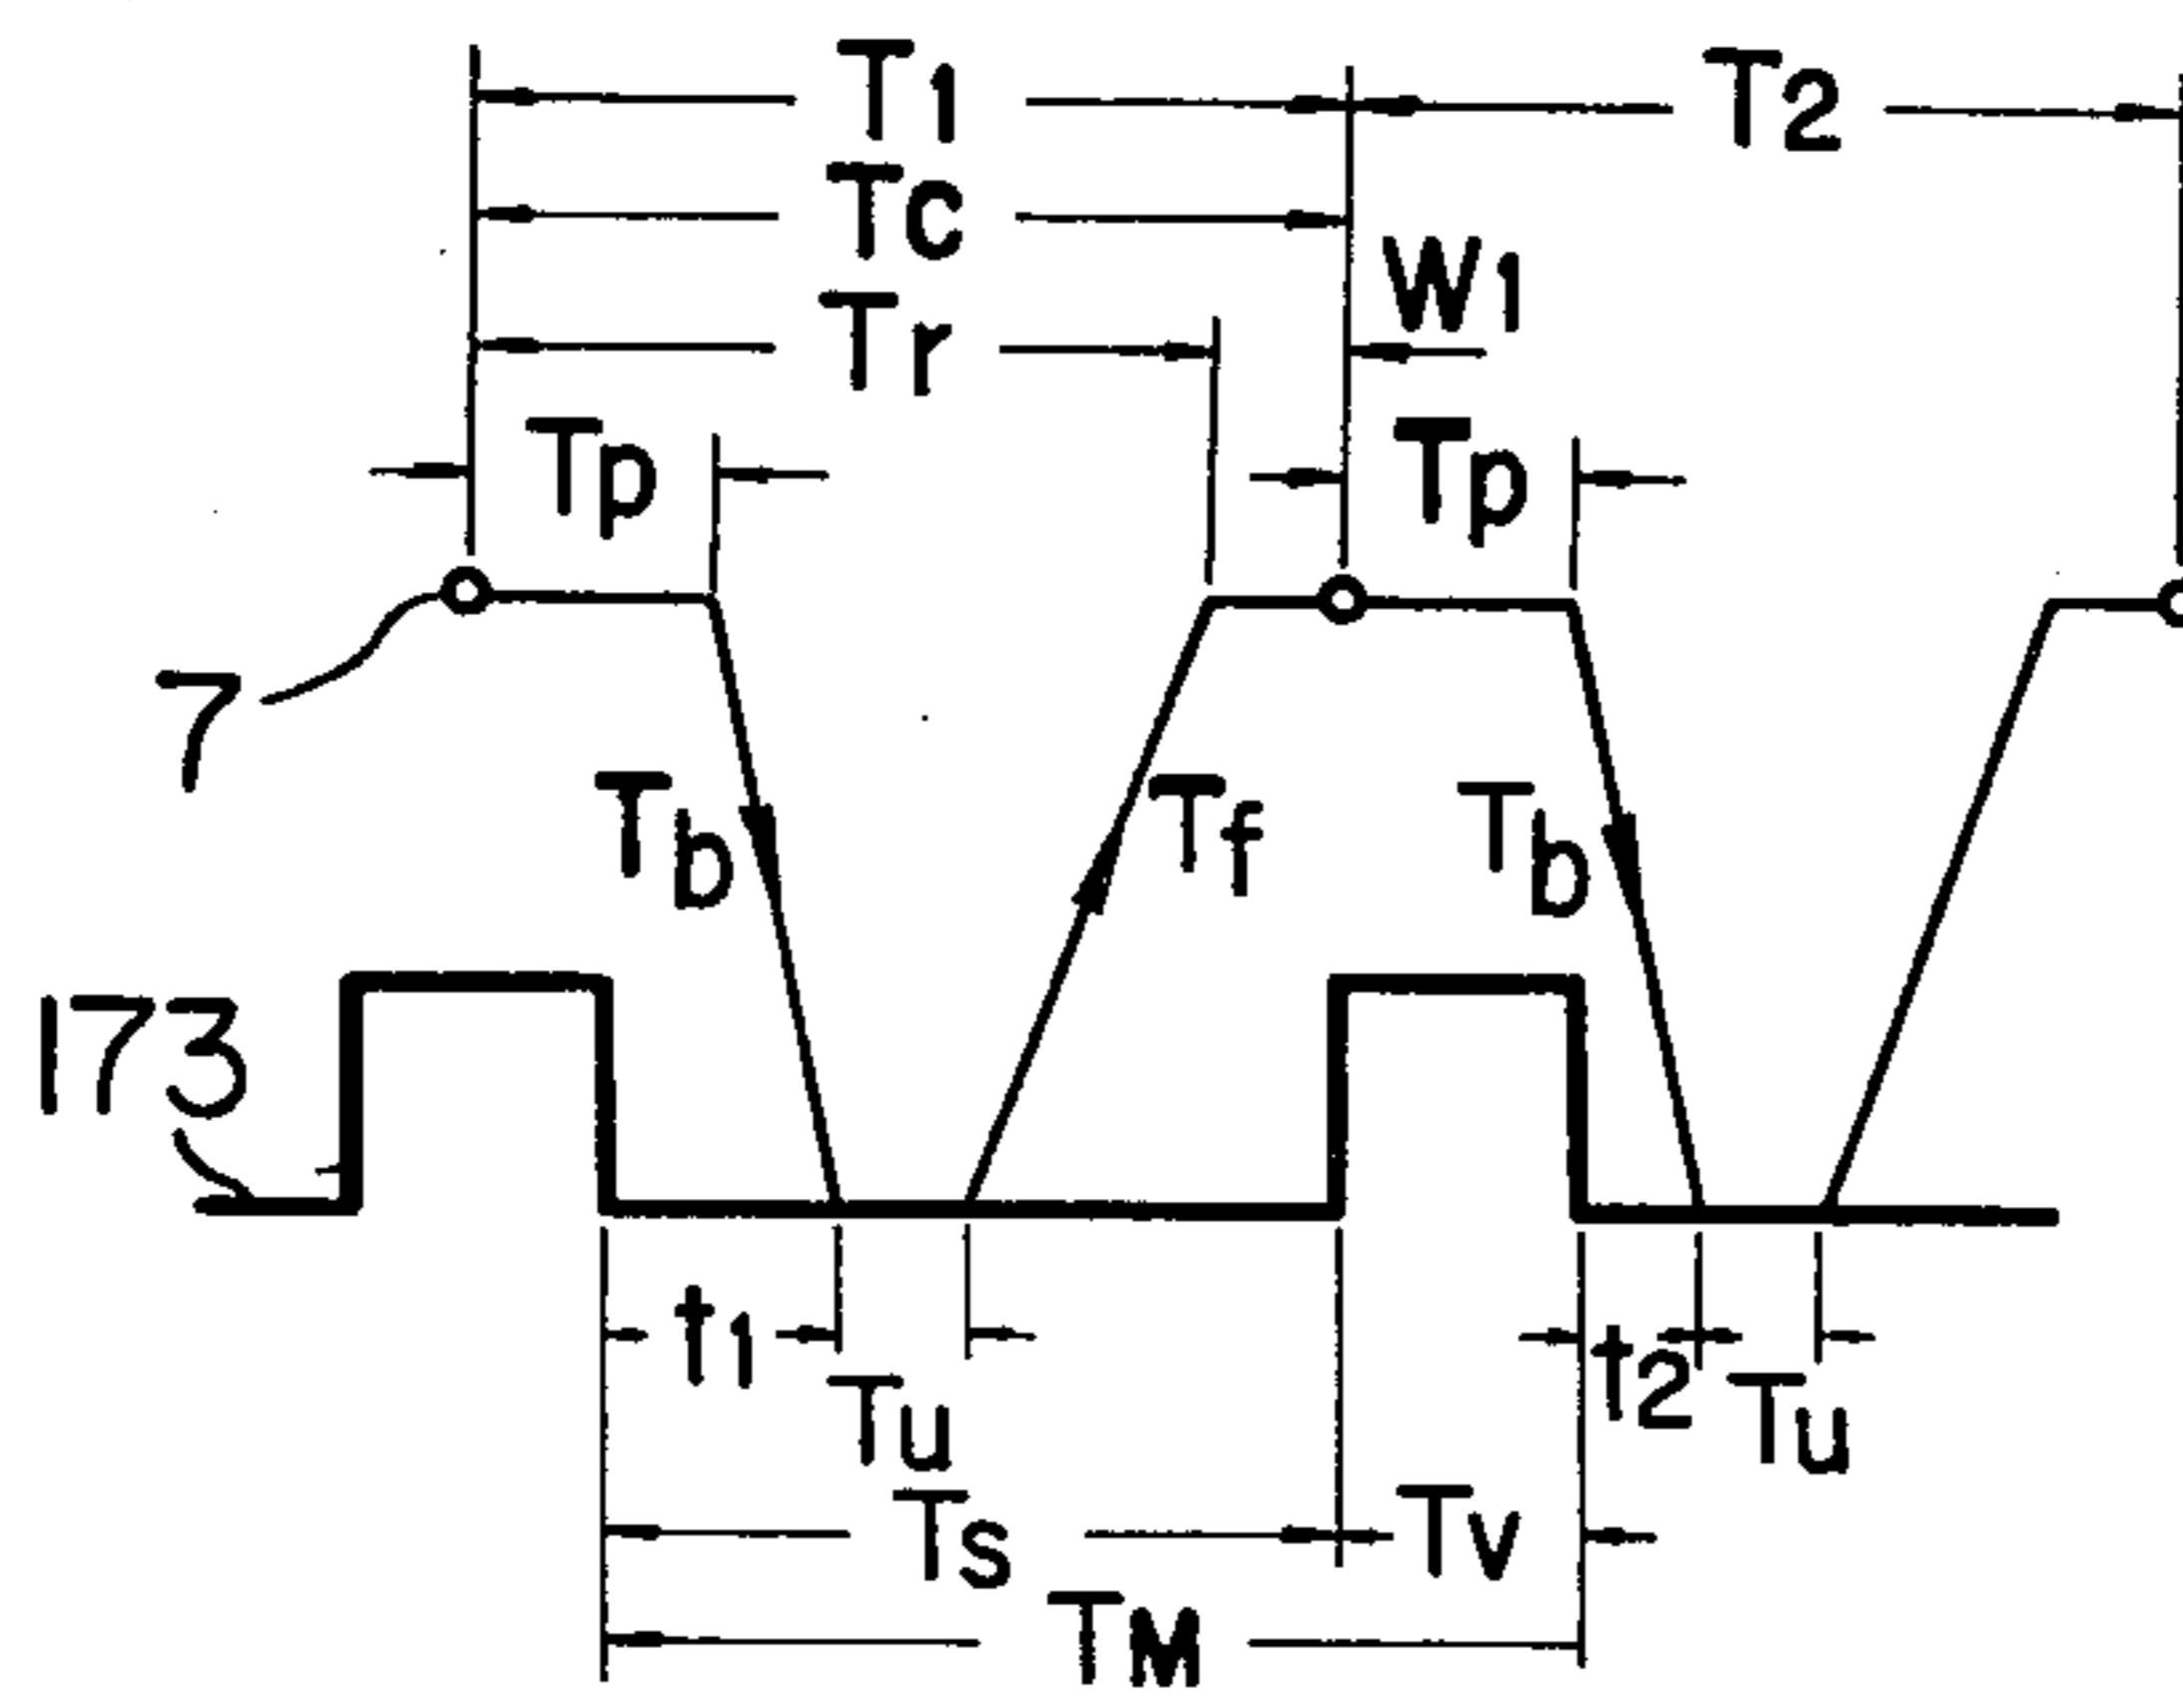 T1 T2
Tc
W1
Tr
Tp Tp
7
Tb Tf Tb
173
t1 t2
Tu Tu
Ts Tv
TM